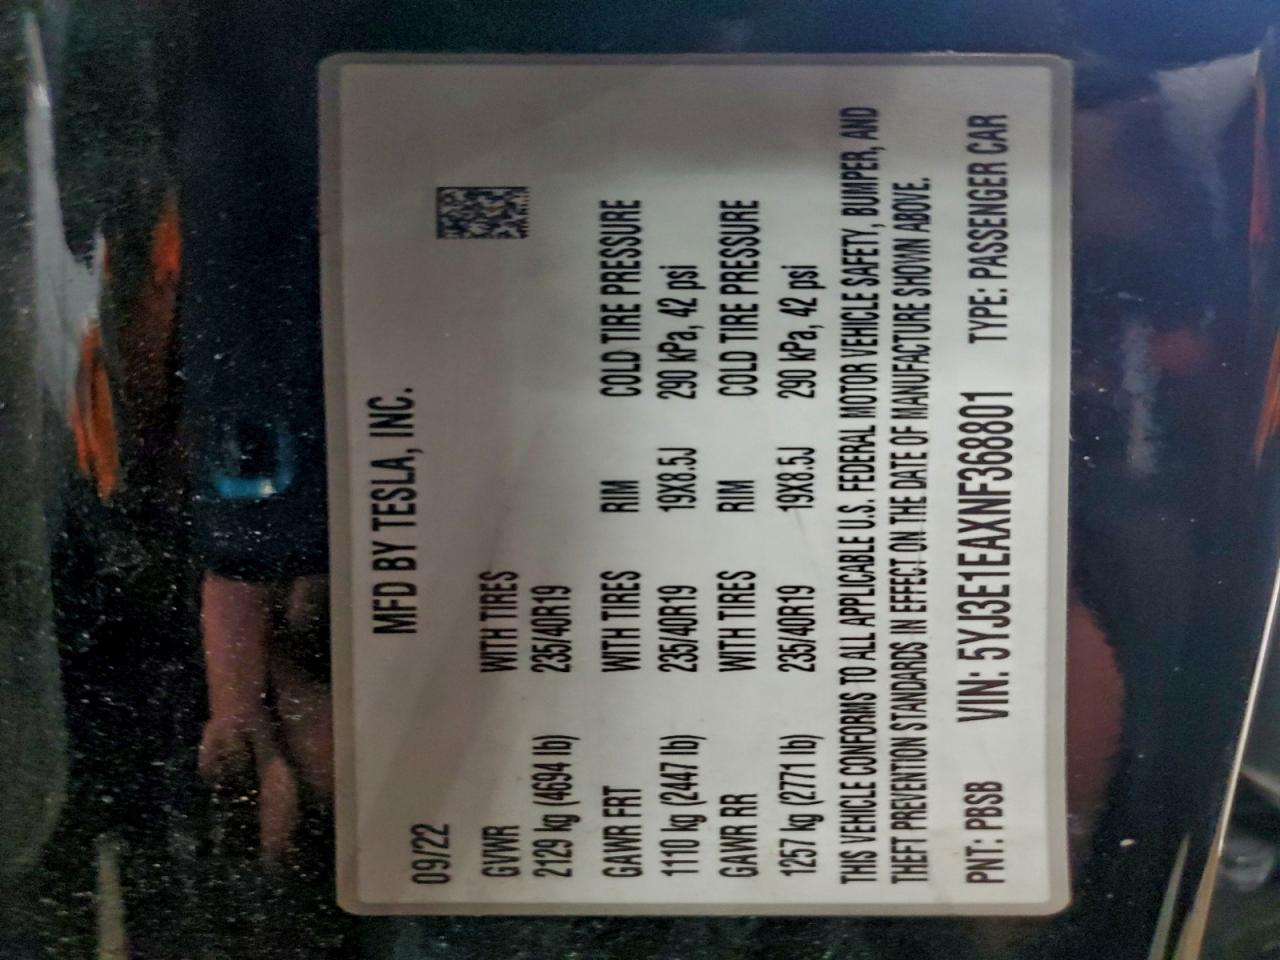 MFD BY TESLA, INC.
09/22
GVWR WITH TIRES
2129 kg (4694 lb) 235/40R19
GAWR FRT WITH TIRES RIM COLD TIRE PRESSURE
1110 kg (2447 lb) 235/40R19 19X8.5J 290 kPa, 42 psi
GAWR RR WITH TIRES RIM COLD TIRE PRESSURE
1257 kg (2771 lb) 235/40R19 19X8.5J 290 kPa, 42 psi
THIS VEHICLE CONFORMS TO ALL APPLICABLE U.S. FEDERAL MOTOR VEHICLE SAFETY, BUMPER, AND
THEFT PREVENTION STANDARDS IN EFFECT ON THE DATE OF MANUFACTURE SHOWN ABOVE.
PNT: PBSB VIN: 5YJ3E1EAXNF368801 TYPE: PASSENGER CAR